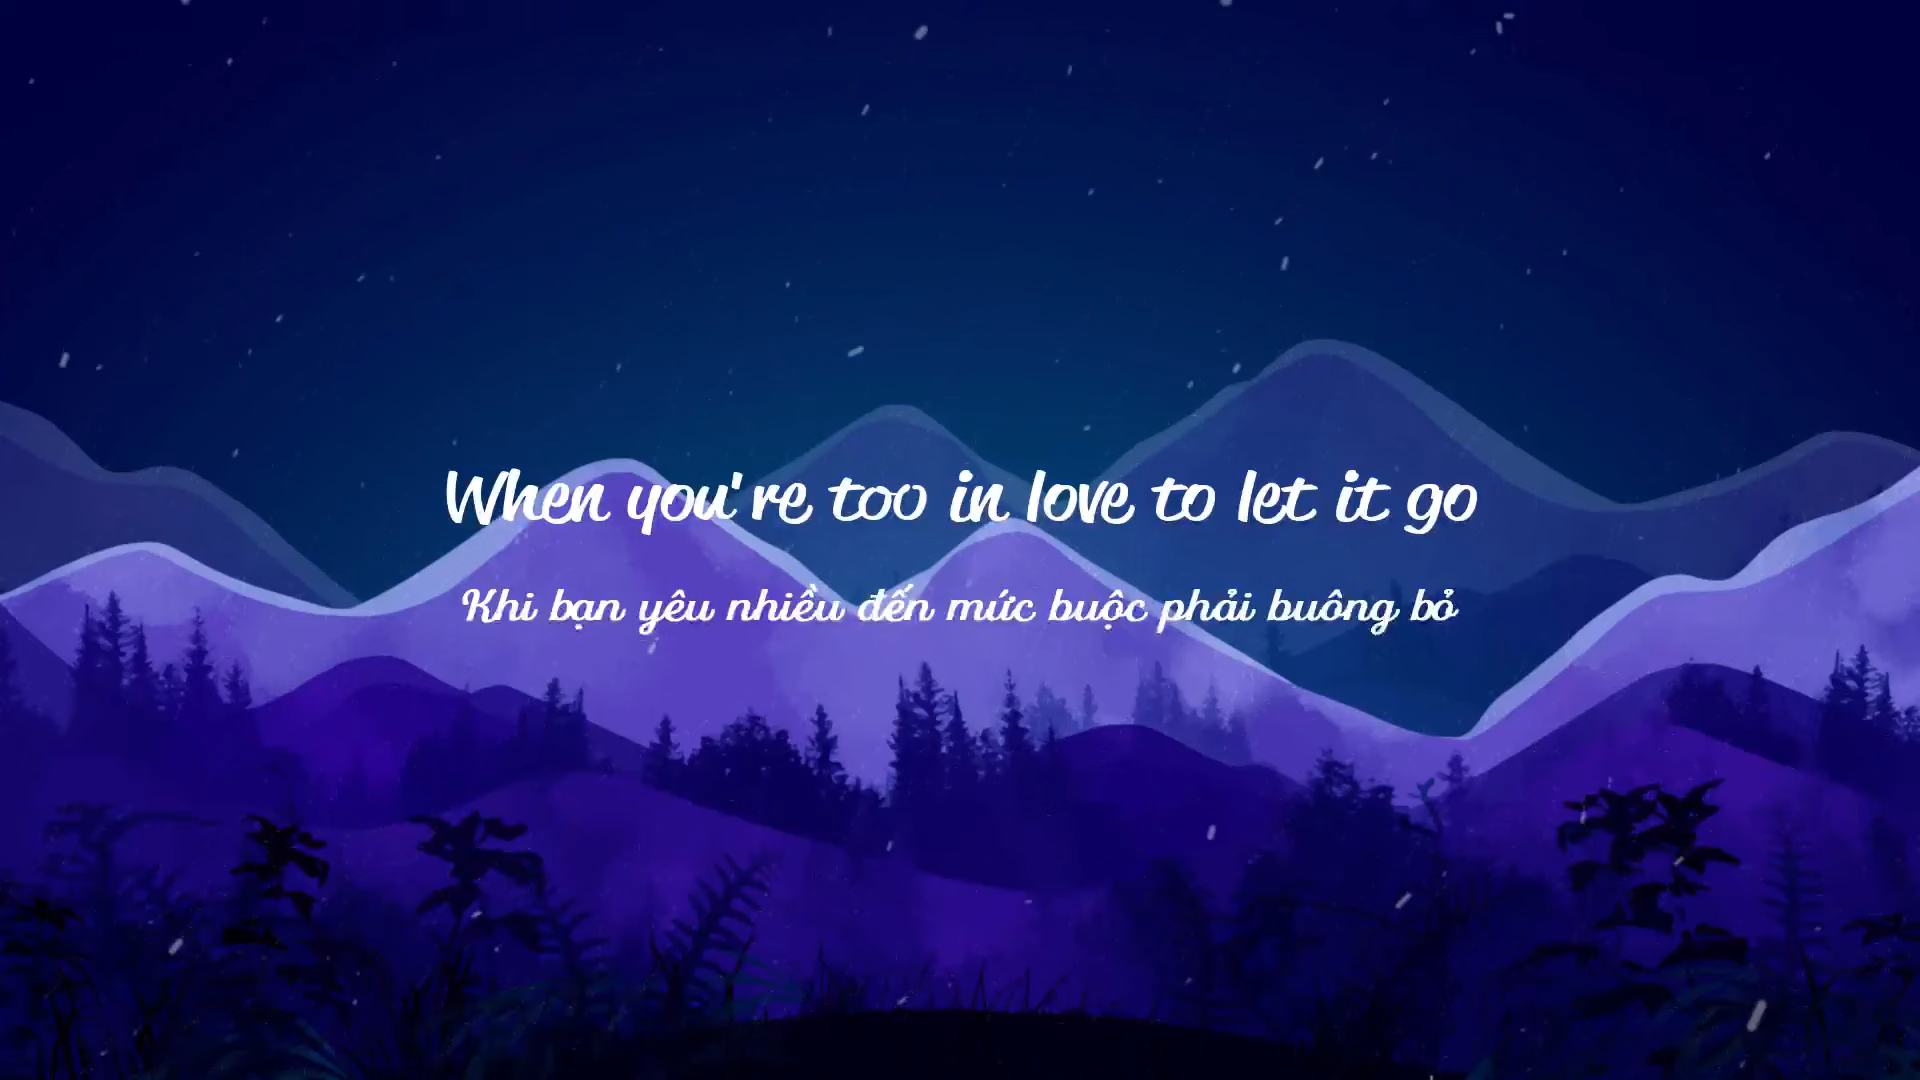 When you're too in love to let it go
Khi bạn yêu nhiều đến mức buộc phải buông bỏ